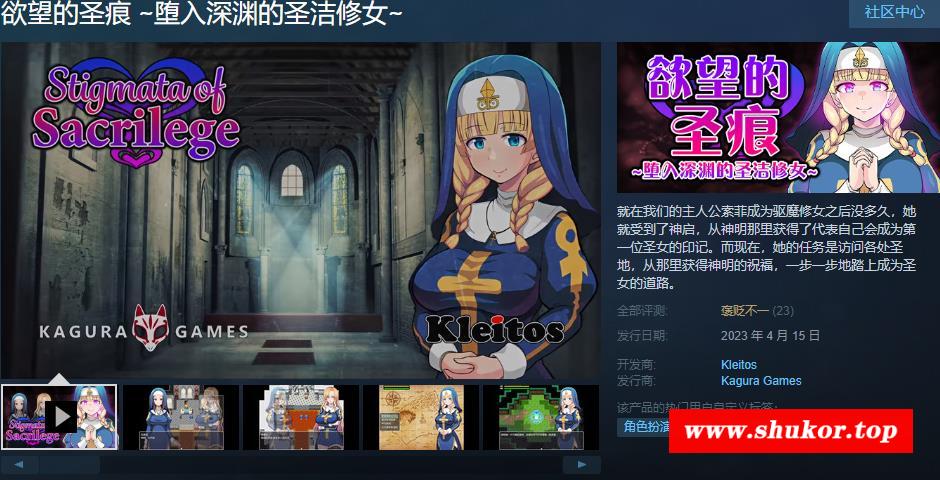 欲望的圣痕 ~堕入深渊的圣洁修女~
社区中心
Stigmata of
Sacrilege
KAGURA GAMES
Kleitos
欲望的
圣痕
~堕入深渊的圣洁修女~
就在我们的主人公索菲成为驱魔修女之后没多久，她
就受到了神启，从神明那里获得了代表自己会成为第
一位圣女的印记。而现在，她的任务是访问各处圣
地，从那里获得神明的祝福，一步一步地踏上成为圣
女的道路。
全部评测: 褒贬不一 (23)
发行日期: 2023 年 4 月 15 日
开发商: Kleitos
发行商: Kagura Games
该产品的热门用户自定义标签:
角色扮演
www.shukor.top
Stigmata of
Sacrilege